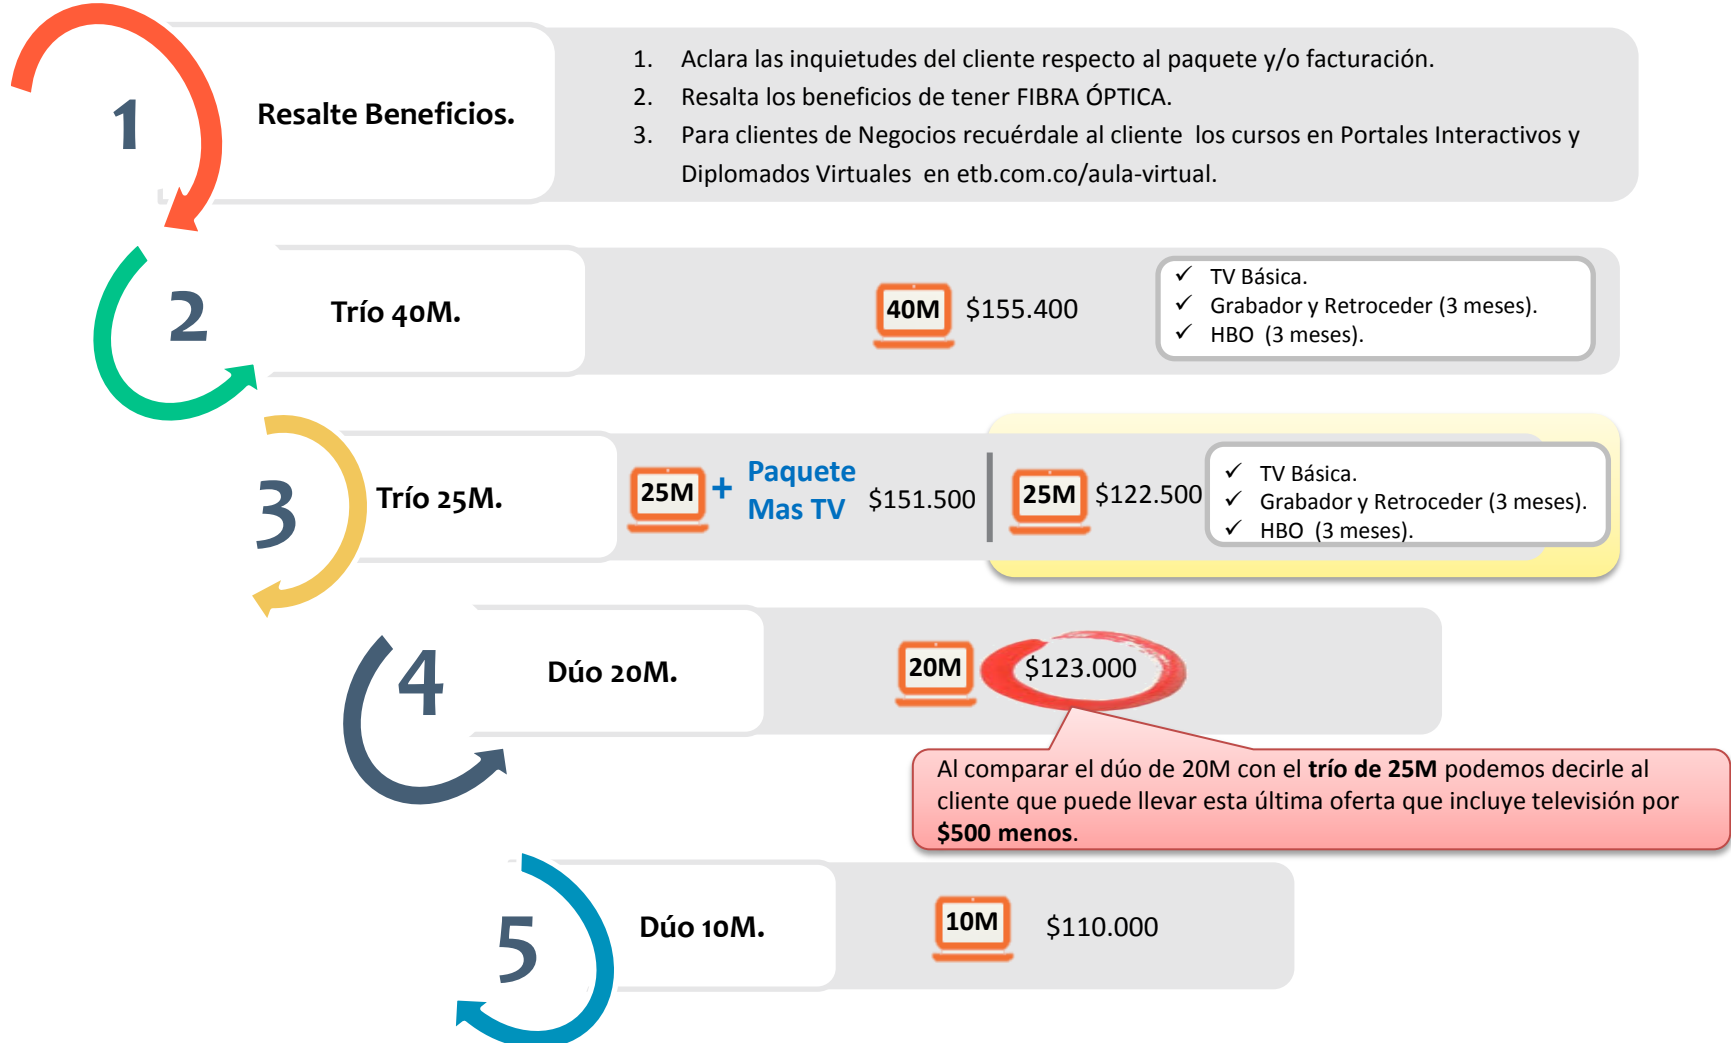 1
Resalte Beneficios.
1. Aclara las inquietudes del cliente respecto al paquete y/o facturación.
2. Resalta los beneficios de tener FIBRA ÓPTICA.
3. Para clientes de Negocios recuérdale al cliente los cursos en Portales Interactivos y
Diplomados Virtuales en etb.com.co/aula-virtual.
2
Trío 40M.
40M $155.400
✓ TV Básica.
✓ Grabador y Retroceder (3 meses).
✓ HBO (3 meses).
3
Trío 25M.
25M + Paquete
Mas TV $151.500
25M $122.500
✓ TV Básica.
✓ Grabador y Retroceder (3 meses).
✓ HBO (3 meses).
4
Dúo 20M.
20M $123.000
Al comparar el dúo de 20M con el trío de 25M podemos decirle al
cliente que puede llevar esta última oferta que incluye televisión por
$500 menos.
5
Dúo 10M.
10M $110.000